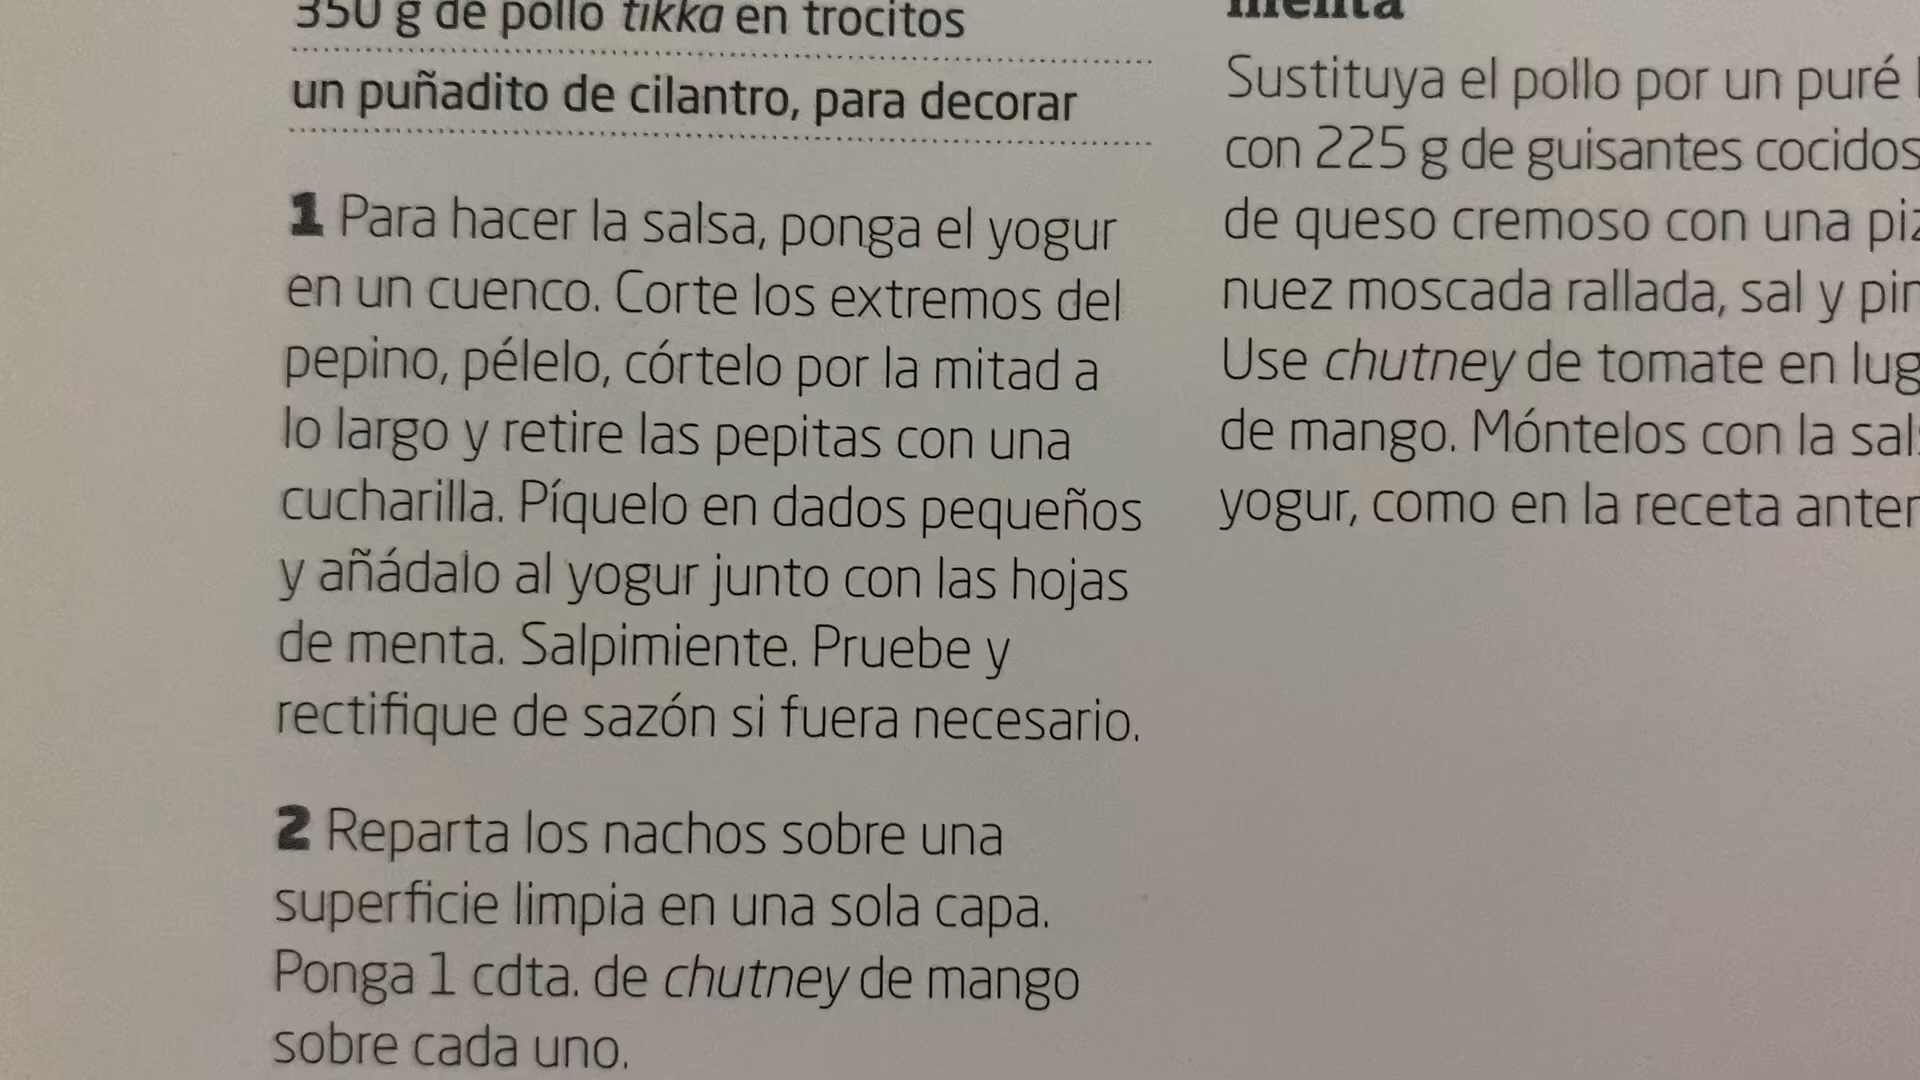 350 g de pollo tikka en trocitos
un puñadito de cilantro, para decorar
1 Para hacer la salsa, ponga el yogur
en un cuenco. Corte los extremos del
pepino, pélelo, córtelo por la mitad a
lo largo y retire las pepitas con una
cucharilla. Píquelo en dados pequeños
y añádalo al yogur junto con las hojas
de menta. Salpimiente. Pruebe y
rectifique de sazón si fuera necesario.
2 Reparta los nachos sobre una
superficie limpia en una sola capa.
Ponga 1 cdta. de chutney de mango
sobre cada uno.
menta
Sustituya el pollo por un puré
con 225 g de guisantes cocidos
de queso cremoso con una
nuez moscada rallada, sal y
Use chutney de tomate en
de mango. Móntelos con la
yogur, como en la receta